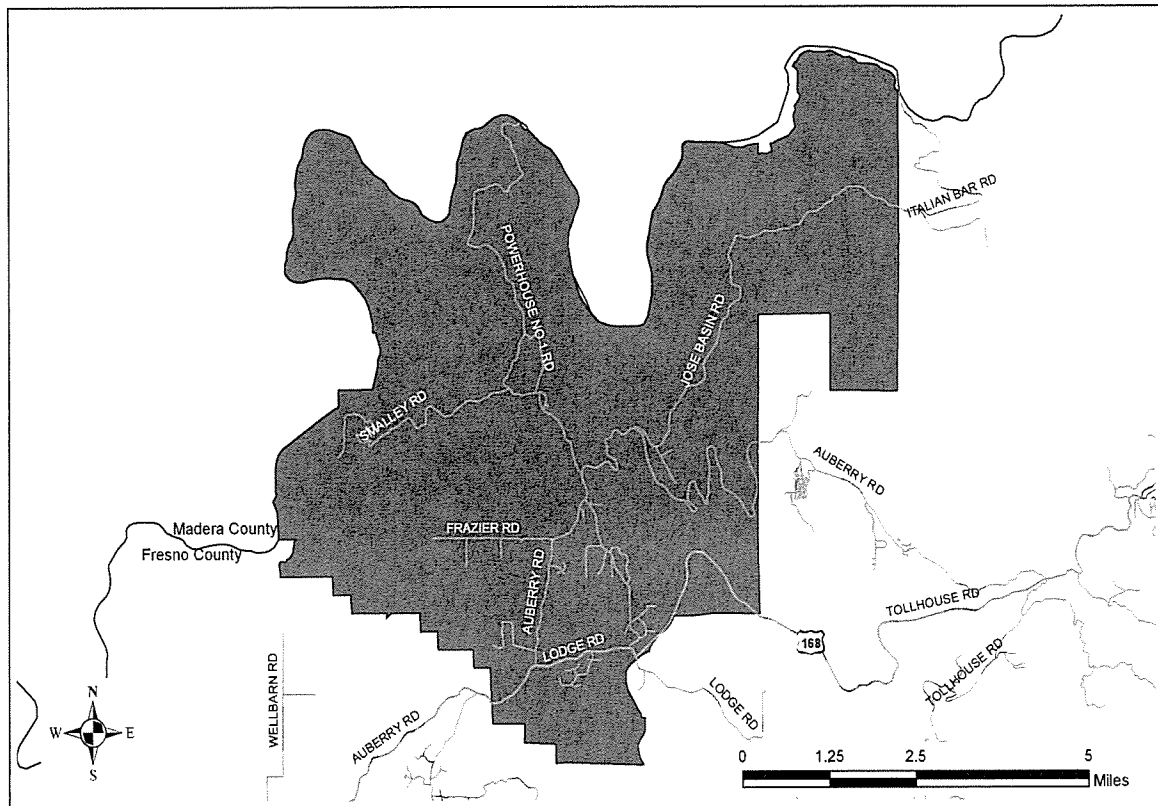 ITALIAN BAR RD
POWERHOUSE NO 1 RD
JOSE BASIN RD
SMALLEY RD
AUBERRY RD
FRAZIER RD
Madera County
Fresno County
AUBERRY RD
TOLLHOUSE RD
LODGE RD
168
TOLLHOUSE RD
WELLBARN RD
LODGE RD
AUBERRY RD
N
W E
S
0 1.25 2.5 5
Miles